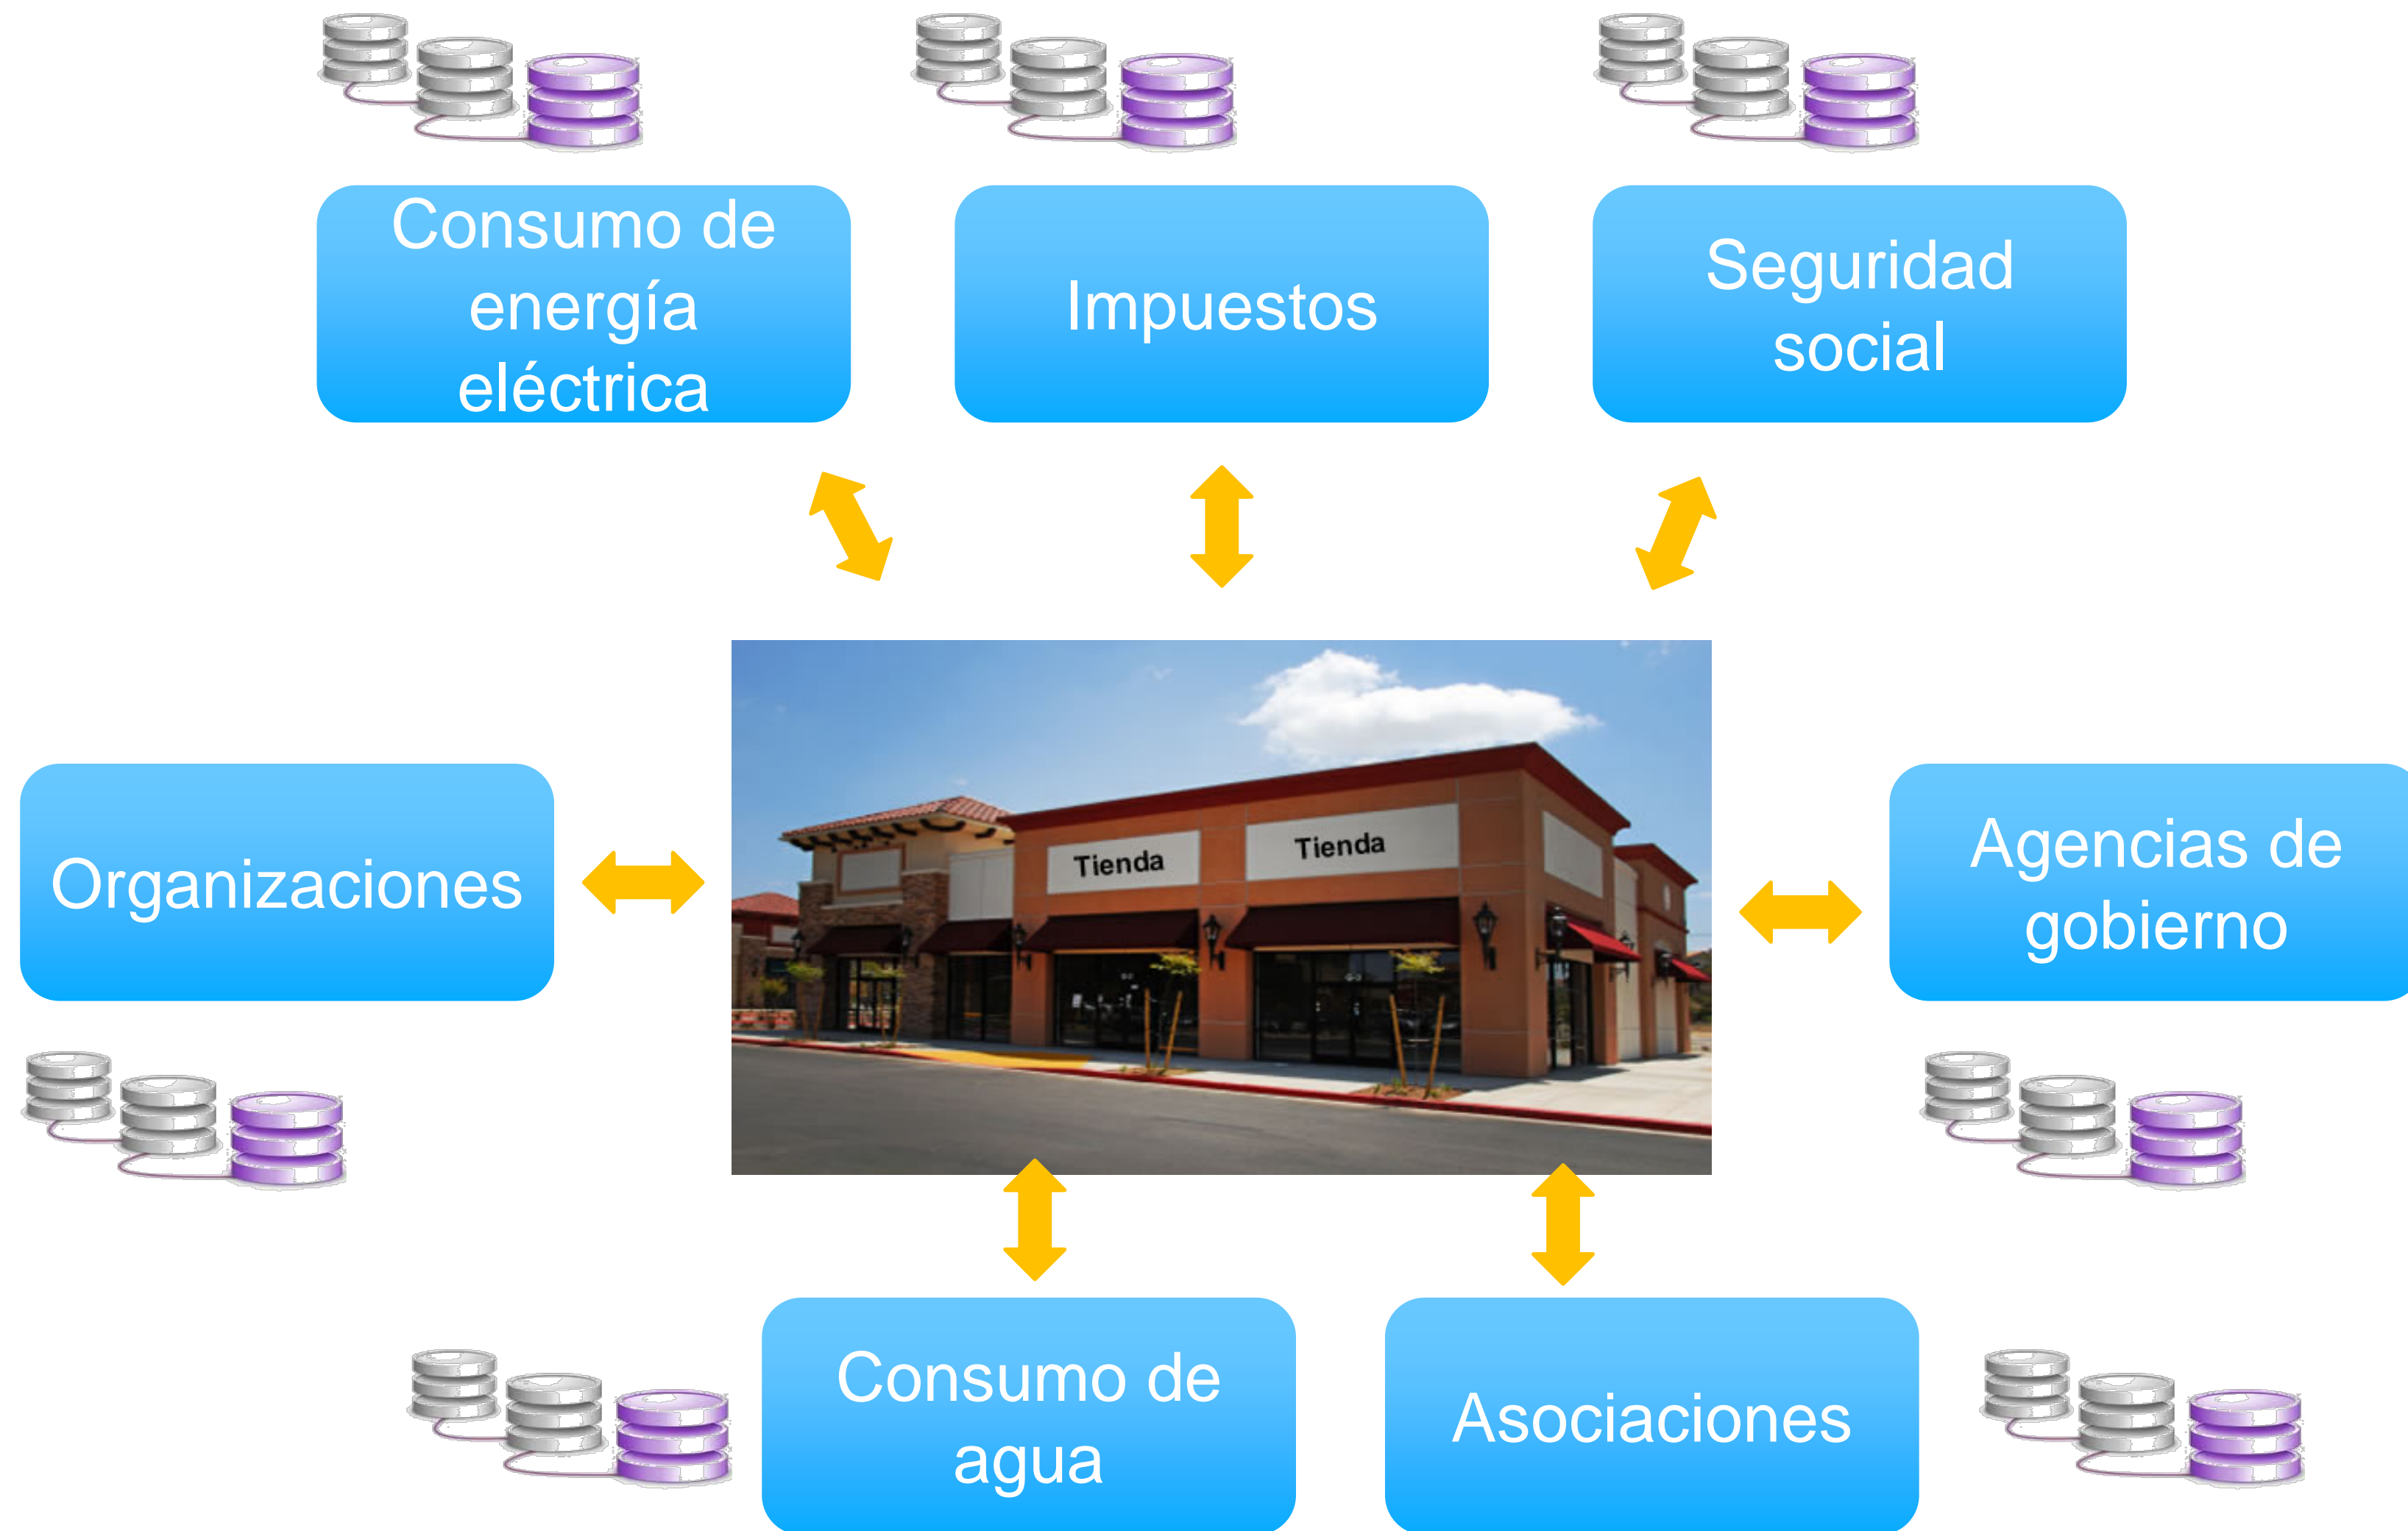 Consumo de
energía
eléctrica
Impuestos
Seguridad
social
Organizaciones
Tienda
Tienda
Agencias de
gobierno
Consumo de
agua
Asociaciones